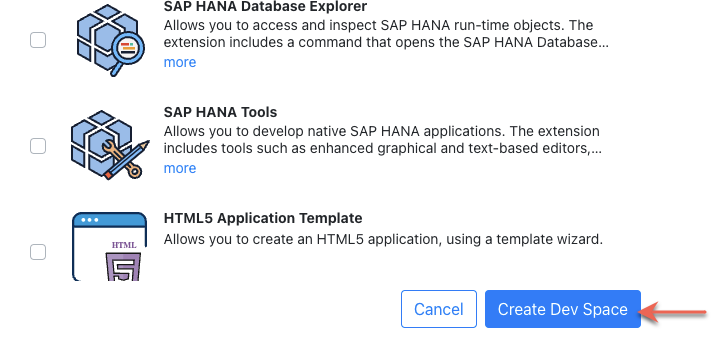 SAP HANA Database Explorer
Allows you to access and inspect SAP HANA run-time objects. The
extension includes a command that opens the SAP HANA Database...
more
SAP HANA Tools
Allows you to develop native SAP HANA applications. The extension
includes tools such as enhanced graphical and text-based editors,...
more
HTML5 Application Template
Allows you to create an HTML5 application, using a template wizard.
HTML
5
Cancel
Create Dev Space